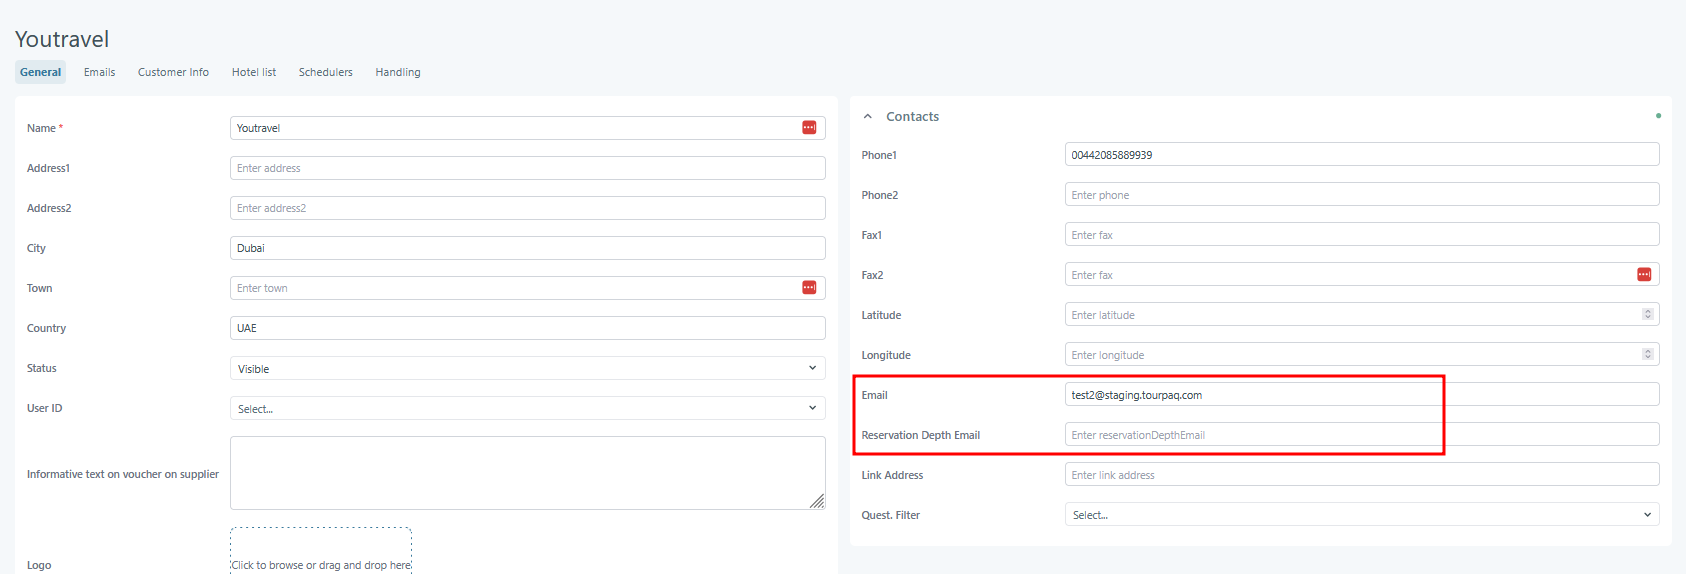 Youtravel
General Emails Customer Info Hotel list Schedulers Handling
Name * Youtravel
Address1 Enter address
Address2 Enter address2
City Dubai
Town Enter town
Country UAE
Status Visible
User ID Select...
Informative text on voucher on supplier
Logo Click to browse or drag and drop here
Contacts
Phone1 00442085889939
Phone2 Enter phone
Fax1 Enter fax
Fax2 Enter fax
Latitude Enter latitude
Longitude Enter longitude
Email test2@staging.tourpaq.com
Reservation Depth Email Enter reservationDepthEmail
Link Address Enter link address
Quest. Filter Select...